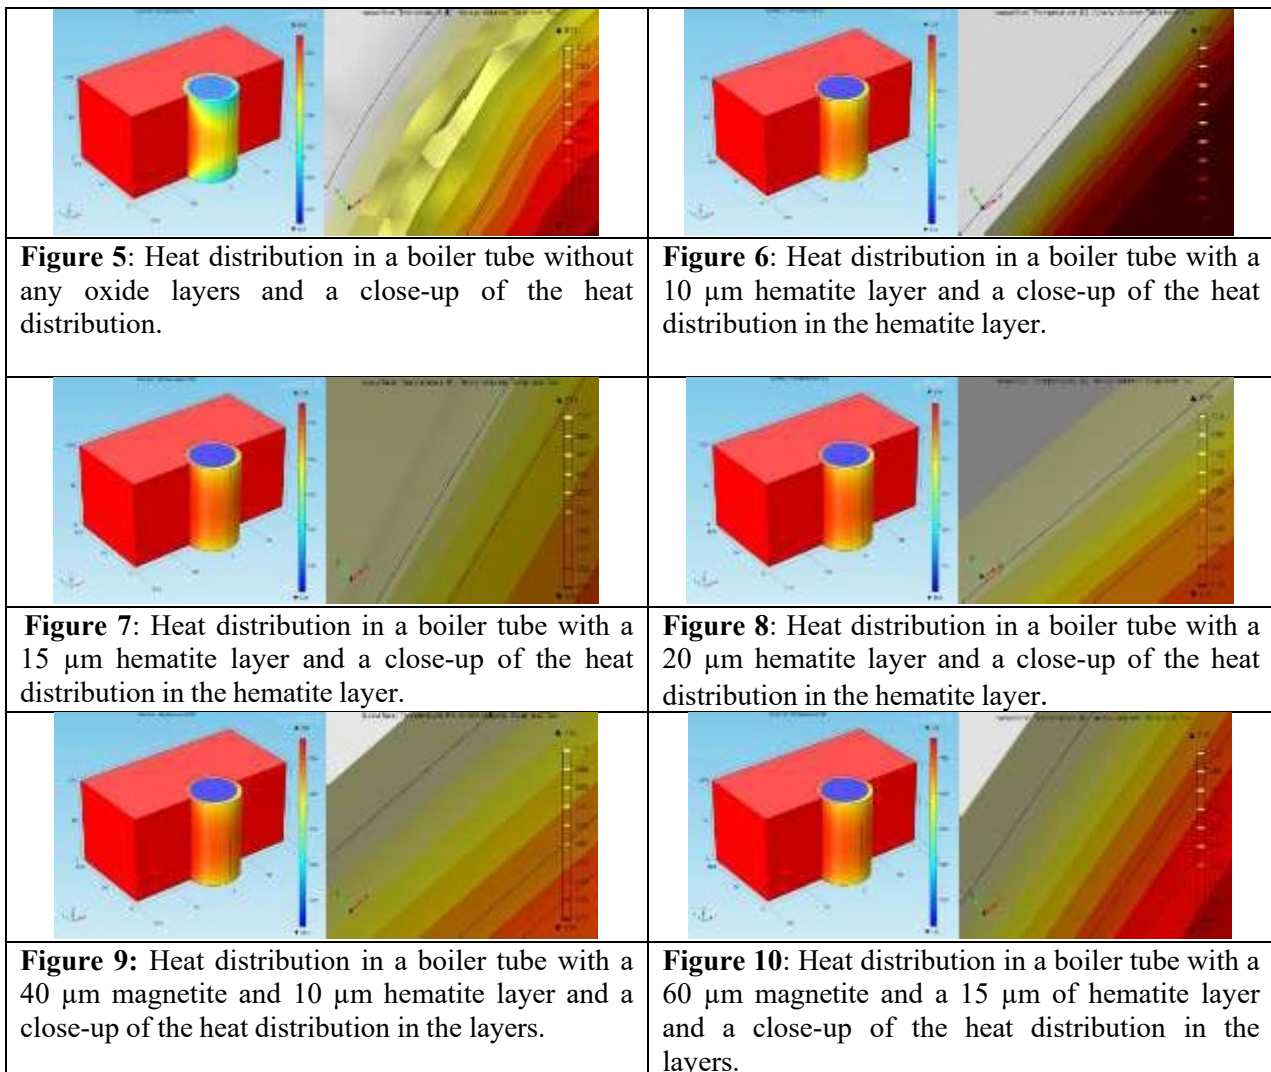 Figure 5: Heat distribution in a boiler tube without
any oxide layers and a close-up of the heat
distribution.
Figure 6: Heat distribution in a boiler tube with a
10 µm hematite layer and a close-up of the heat
distribution in the hematite layer.
Figure 7: Heat distribution in a boiler tube with a
15 µm hematite layer and a close-up of the heat
distribution in the hematite layer.
Figure 8: Heat distribution in a boiler tube with a
20 µm hematite layer and a close-up of the heat
distribution in the hematite layer.
Figure 9: Heat distribution in a boiler tube with a
40 µm magnetite and 10 µm hematite layer and a
close-up of the heat distribution in the layers.
Figure 10: Heat distribution in a boiler tube with a
60 µm magnetite and a 15 µm of hematite layer
and a close-up of the heat distribution in the
layers.